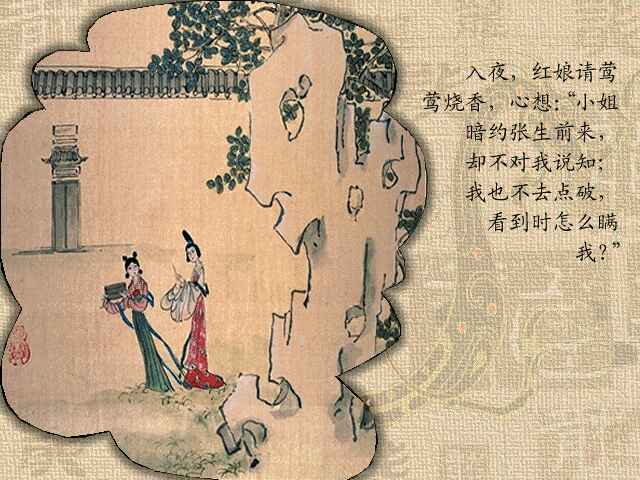 入夜，红娘请莺
莺烧香，心想：“小姐
暗约张生前来，
却不对我说知；
我也不去点破，
看到时怎么瞒
我？”